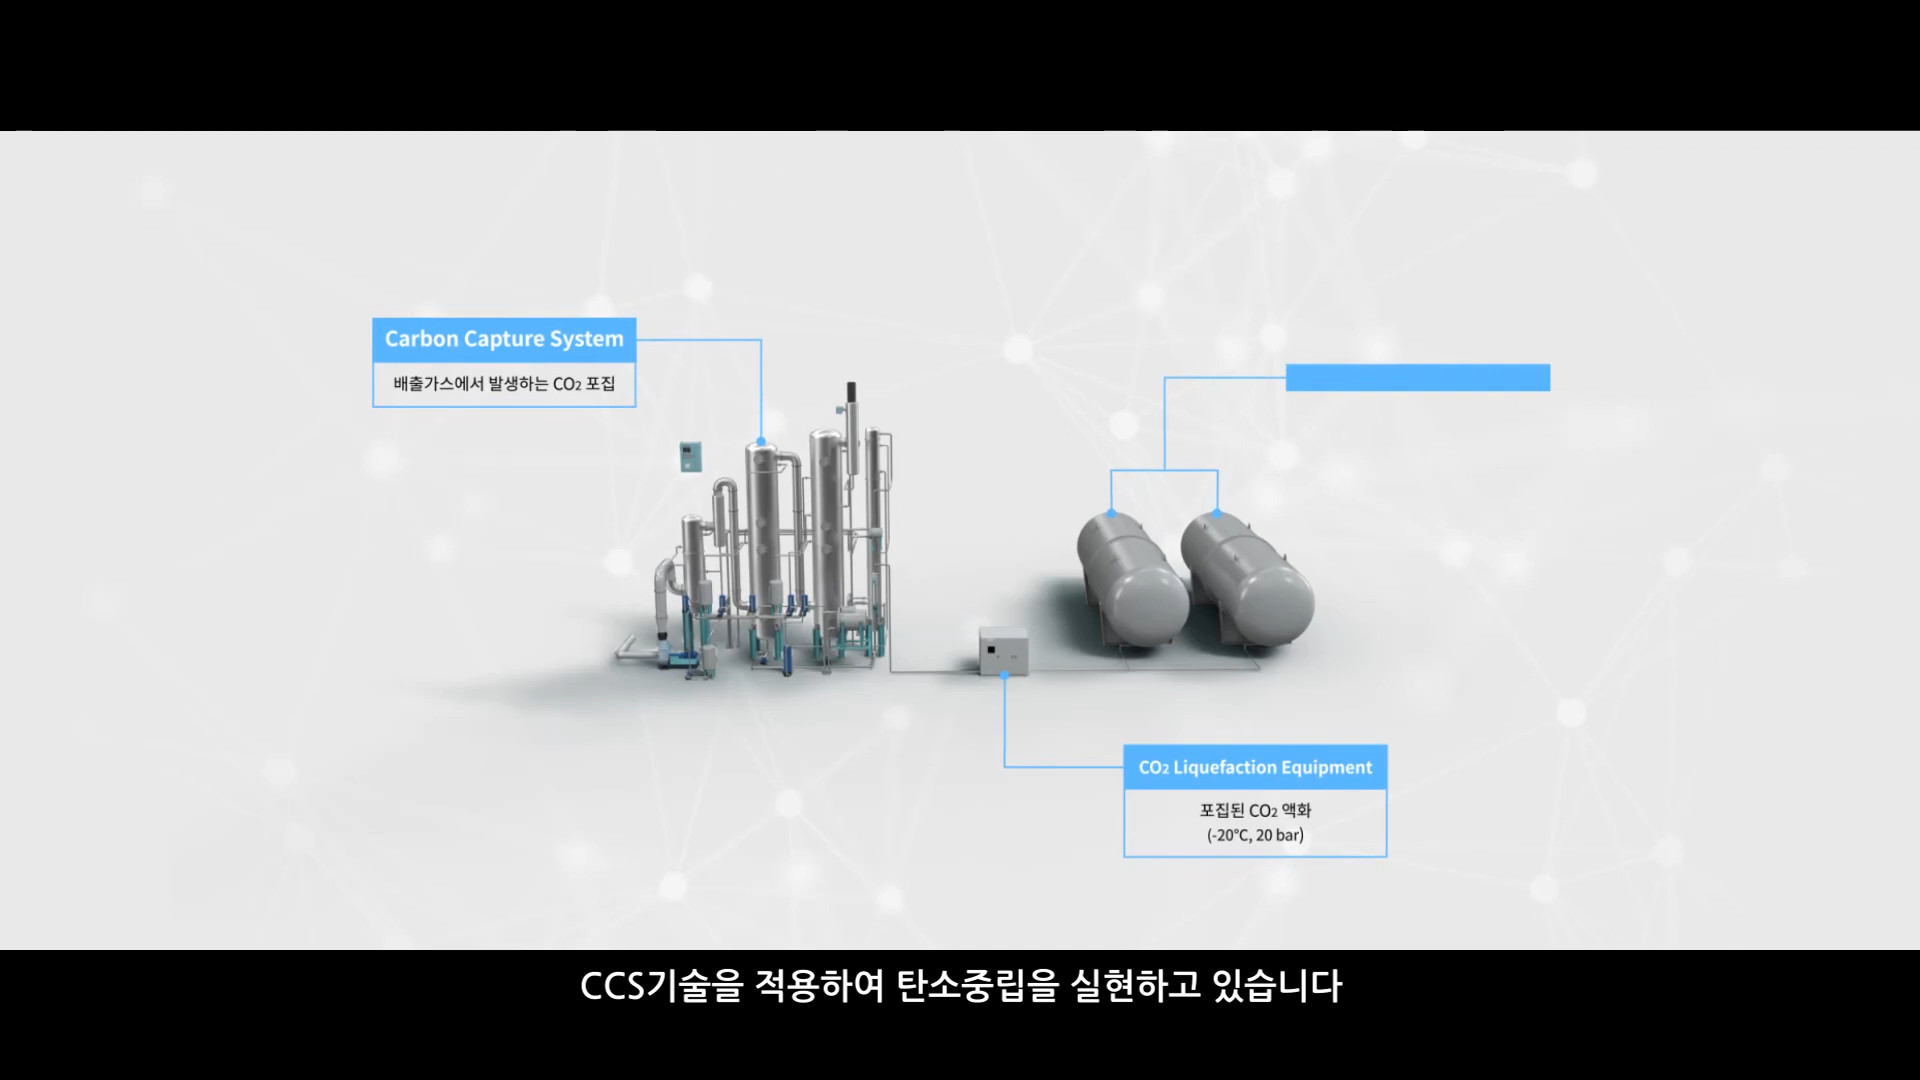 Carbon Capture System
배출가스에서 발생하는 CO₂ 포집
CO₂ Liquefaction Equipment
포집된 CO₂ 액화
(-20℃, 20 bar)
CCS기술을 적용하여 탄소중립을 실현하고 있습니다